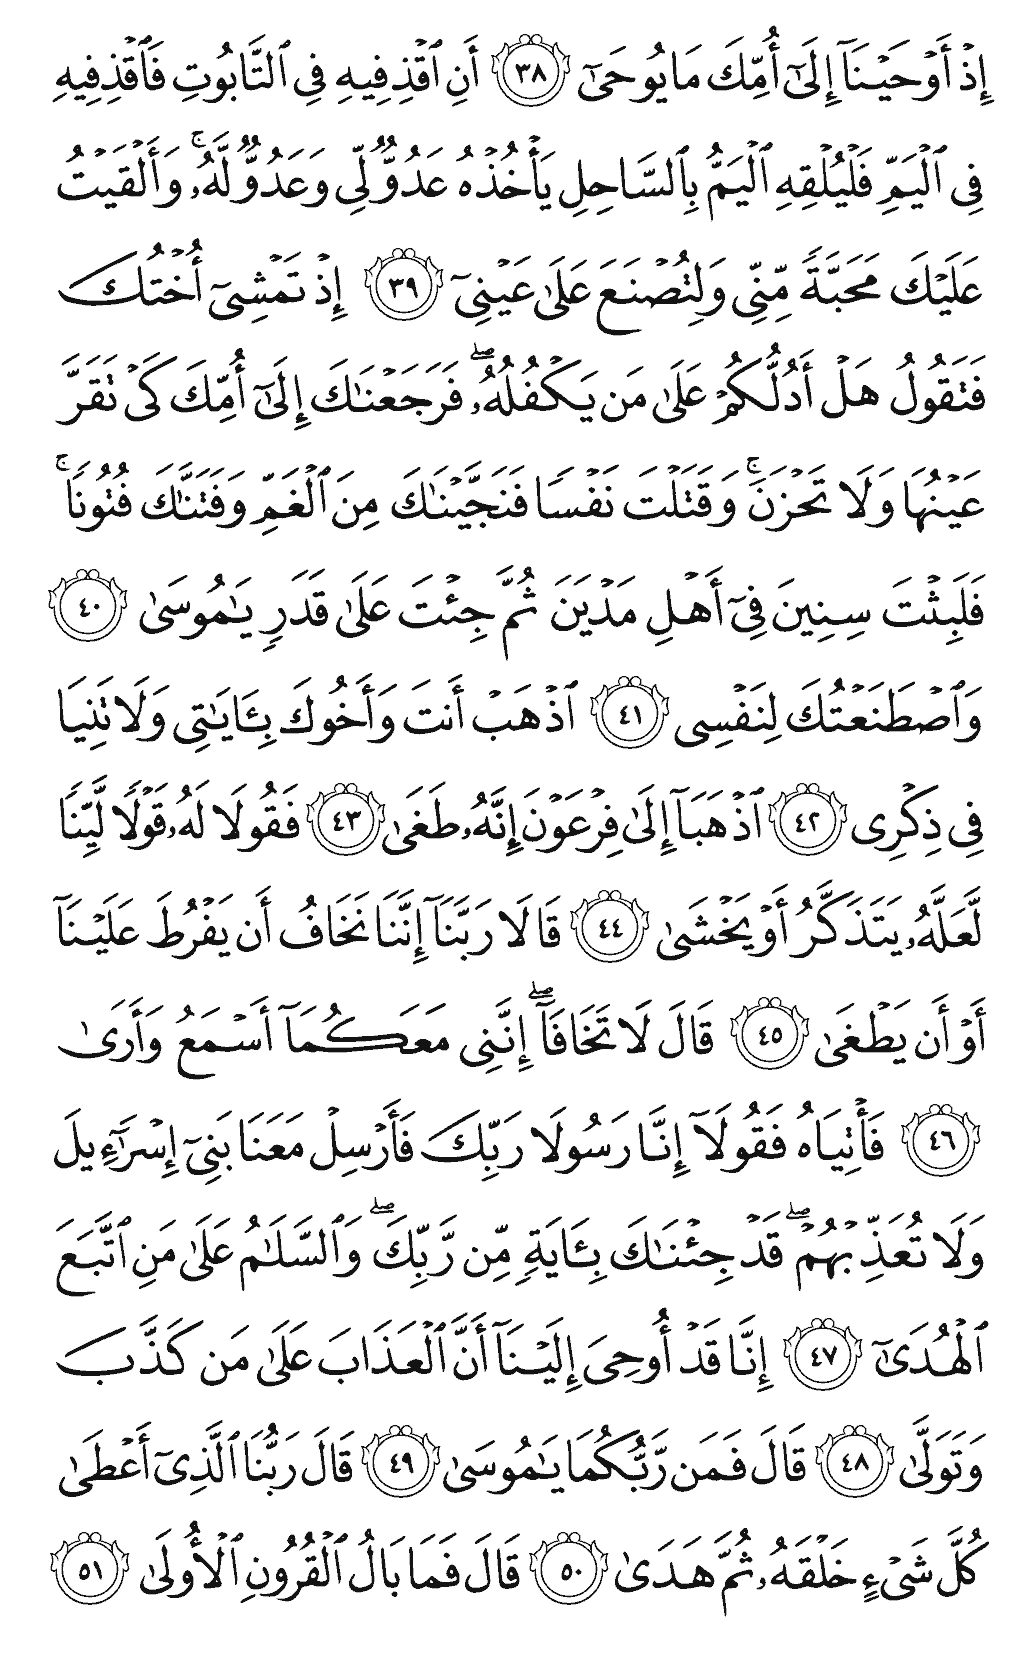 إِذْ أَوْحَيْنَآ إِلَىٰٓ أُمِّكَ مَا يُوحَىٰٓ ٣٨ أَنِ ٱقْذِفِيهِ فِى ٱلتَّابُوتِ فَٱقْذِفِيهِ
فِى ٱلْيَمِّ فَلْيُلْقِهِ ٱلْيَمُّ بِٱلسَّاحِلِ يَأْخُذْهُ عَدُوٌّ لِّى وَعَدُوٌّ لَّهُۥ ۚ وَأَلْقَيْتُ
عَلَيْكَ مَحَبَّةً مِّنِّى وَلِتُصْنَعَ عَلَىٰ عَيْنِىٓ ٣٩ إِذْ تَمْشِىٓ أُخْتُكَ
فَتَقُولُ هَلْ أَدُلُّكُمْ عَلَىٰ مَن يَكْفُلُهُۥ ۖ فَرَجَعْنَٰكَ إِلَىٰٓ أُمِّكَ كَىْ تَقَرَّ
عَيْنُهَا وَلَا تَحْزَنَ ۚ وَقَتَلْتَ نَفْسًا فَنَجَّيْنَٰكَ مِنَ ٱلْغَمِّ وَفَتَنَّٰكَ فُتُونًا ۚ
فَلَبِثْتَ سِنِينَ فِىٓ أَهْلِ مَدْيَنَ ثُمَّ جِئْتَ عَلَىٰ قَدَرٍ يَٰمُوسَىٰ ٤٠
وَٱصْطَنَعْتُكَ لِنَفْسِى ٤١ ٱذْهَبْ أَنتَ وَأَخُوكَ بِـَٔايَٰتِى وَلَا تَنِيَا
فِى ذِكْرِى ٤٢ ٱذْهَبَآ إِلَىٰ فِرْعَوْنَ إِنَّهُۥ طَغَىٰ ٤٣ فَقُولَا لَهُۥ قَوْلًا لَّيِّنًا
لَّعَلَّهُۥ يَتَذَكَّرُ أَوْ يَخْشَىٰ ٤٤ قَالَا رَبَّنَآ إِنَّنَا نَخَافُ أَن يَفْرُطَ عَلَيْنَآ
أَوْ أَن يَطْغَىٰ ٤٥ قَالَ لَا تَخَافَآ ۖ إِنَّنِى مَعَكُمَآ أَسْمَعُ وَأَرَىٰ
٤٦ فَأْتِيَاهُ فَقُولَآ إِنَّا رَسُولَا رَبِّكَ فَأَرْسِلْ مَعَنَا بَنِىٓ إِسْرَٰٓءِيلَ
وَلَا تُعَذِّبْهُمْ ۖ قَدْ جِئْنَٰكَ بِـَٔايَةٍ مِّن رَّبِّكَ ۖ وَٱلسَّلَٰمُ عَلَىٰ مَنِ ٱتَّبَعَ
ٱلْهُدَىٰٓ ٤٧ إِنَّا قَدْ أُوحِىَ إِلَيْنَآ أَنَّ ٱلْعَذَابَ عَلَىٰ مَن كَذَّبَ
وَتَوَلَّىٰ ٤٨ قَالَ فَمَن رَّبُّكُمَا يَٰمُوسَىٰ ٤٩ قَالَ رَبُّنَا ٱلَّذِىٓ أَعْطَىٰ
كُلَّ شَىْءٍ خَلْقَهُۥ ثُمَّ هَدَىٰ ٥٠ قَالَ فَمَا بَالُ ٱلْقُرُونِ ٱلْأُولَىٰ ٥١